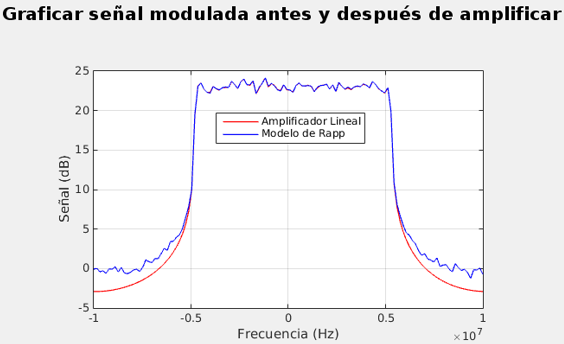 Graficar señal modulada antes y después de amplificar
25
20
15
10
5
0
-5
Señal (dB)
Amplificador Lineal
Modelo de Rapp
-1 -0.5 0 0.5 1
×10⁷
Frecuencia (Hz)